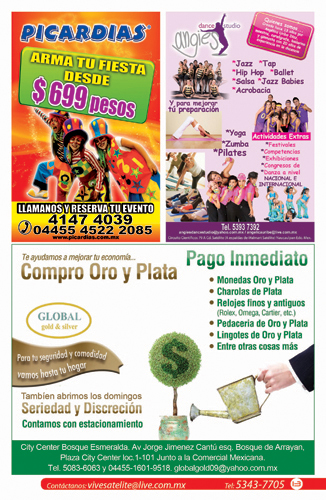 PICARDIAS
ARMA TU FIESTA
DESDE
$ 699 pesos
LLAMANOS Y RESERVA TU EVENTO
4147 4039
04455 4522 2085
www.picardias.com.mx
dance studio
angies
*Jazz *Tap
*Hip Hop *Ballet
*Salsa *Jazz Babies
*Acrobacia
Y para mejorar
tu preparación
*Yoga
*Zumba
*Pilates
Actividades Extras
*Festivales
*Competencias
*Exhibiciones
*Congresos de
Danza a nivel
NACIONAL E
INTERNACIONAL
Tel. 5393 7392
Te ayudamos a mejorar tu economía...
Compro Oro y Plata
GLOBAL
gold & silver
Para tu seguridad y comodidad
vamos hasta tu hogar
También abrimos los domingos
Seriedad y Discreción
Contamos con estacionamiento
Pago Inmediato
• Monedas Oro y Plata
• Charolas de Plata
• Relojes finos y antiguos
(Rolex, Omega, Cartier, etc.)
• Pedacería de Oro y Plata
• Lingotes de Oro y Plata
• Entre otras cosas más
City Center Bosque Esmeralda. Av Jorge Jimenez Cantú esq. Bosque de Arrayan,
Plaza City Center loc.1-101 Junto a la Comercial Mexicana.
Tel. 5083-6063 y 04455-1601-9518. globalgold09@yahoo.com.mx
Contáctanos: vivesatelite@live.com.mx
Tel: 5343-7705